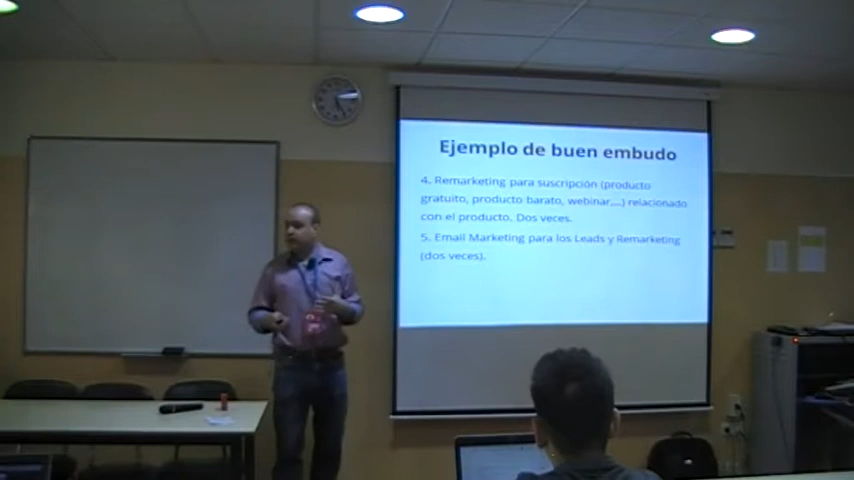 Ejemplo de buen embudo
4. Remarketing para suscripción (producto
gratuito, producto barato, webinar,...) relacionado
con el producto. Dos veces.
5. Email Marketing para los Leads y Remarketing
(dos veces).